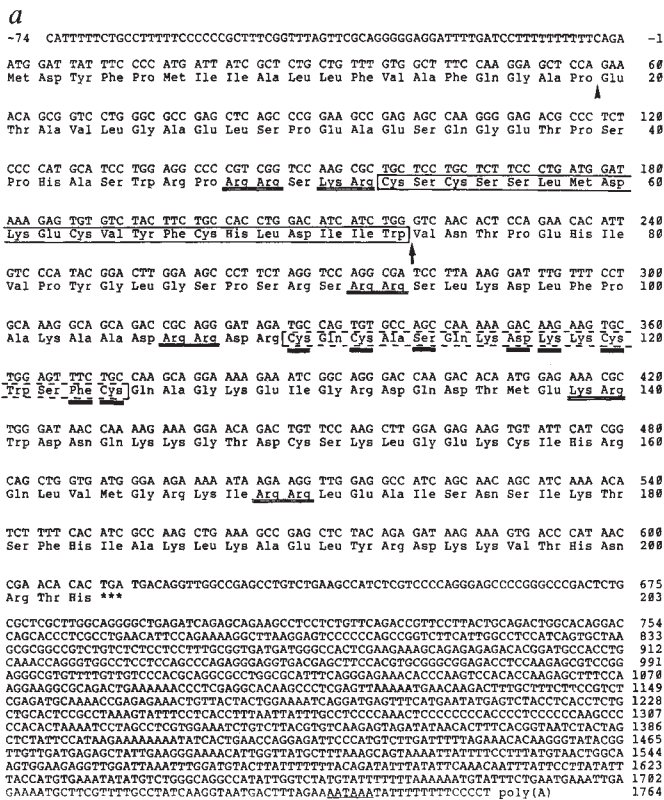 a
-74 CATTTTTCTGCCTTTTTCCCCCCGCTTTCGGTTTAGTTCGCAGGGGGAGGATTTTGATCCTTTTTTTTTTCAGA -1
ATG GAT TAT TTC CCC ATG ATT ATC GCT CTG CTG TTT GTG GCT TTC CAA GGA GCT CCA GAA 60
Met Asp Tyr Phe Pro Met Ile Ile Ala Leu Leu Phe Val Ala Phe Gln Gly Ala Pro Glu 20
ACA GCG GTC CTG GGC GCC GAG CTC AGC CCG GAA GCC GAG AGC CAA GGG GAG ACG CCC TCT 120
Thr Ala Val Leu Gly Ala Glu Leu Ser Pro Glu Ala Glu Ser Gln Gly Glu Thr Pro Ser 40
CCC CAT GCA TCC TGG AGG CCC CGT CGG TCC AAG CGC TGC TCC TGC TCT TCC CTG ATG GAT 180
Pro His Ala Ser Trp Arg Pro Arg Arg Ser Lys Arg Cys Ser Cys Ser Ser Leu Met Asp 60
AAA GAG TGT GTC TAC TTC TGC CAC CTG GAC ATC ATC TGG GTC AAC ACT CCA GAA CAC ATT 240
Lys Glu Cys Val Tyr Phe Cys His Leu Asp Ile Ile Trp Val Asn Thr Pro Glu His Ile 80
GTC CCA TAC GGA CTT GGA AGC CCC TCT AGG TCC AGG CGA TCC TTA AAG GAT TTG TTT CCT 300
Val Pro Tyr Gly Leu Gly Ser Pro Ser Arg Ser Arg Arg Ser Leu Lys Asp Leu Phe Pro
GCA AAG GCA GCA GAC CGC AGG GAT AGA TGC CAG TGT GCC AGC CAA AAA GAC AAG AAG TGC 360
Ala Lys Ala Ala Asp Arg Arg Asp Arg Cys Gln Cys Ala Ser Gln Lys Asp Lys Lys Cys 120
TGG AGT TTC TGC CAA GCA GGA AAA GAA ATC GGC AGG GAC CAA GAC ACA ATG GAG AAA CGC 420
Trp Ser Phe Cys Gln Ala Gly Lys Glu Ile Gly Arg Asp Gln Asp Thr Met Glu Lys Arg 140
TGG GAT AAC CAA AAG AAA GGA ACA GAC TGT TCC AAG CTT GGA GAG AAG TGT ATT CAT CGG 480
Trp Asp Asn Gln Lys Lys Gly Thr Asp Cys Ser Lys Leu Gly Glu Lys Cys Ile His Arg 160
CAG CTG GTG ATG GGA AGA AAA ATA AGA AGG TTG GAG GCC ATC AGC AAC AGC ATC AAA ACA
Gln Leu Val Met Gly Arg Lys Ile Arg Arg Leu Glu Ala Ile Ser Asn Ser Ile Lys Thr 180
TCT TTT CAC ATC GCC AAG CTG AAA GCC GAG CTC TAC AGA GAT AAG AAA GTG ACC CAT AAC 600
Ser Phe His Ile Ala Lys Leu Lys Ala Glu Leu Tyr Arg Asp Lys Lys Val Thr His Asn 200
CGA ACA CAC TGA TGACAGGTTGGCCGAGCCTGTCTGAAGCCATCTCGTCCCCAGGGAGCCCCGGGCCGACTCTG 675
Arg Thr His *** 203
CGCTCGCTTGGCAGGGGCTGAGATCAGAGCAGAAGCCTCCTCTGTTCAGACCGTTCCTTACTGCAGACTGGCACAGGAC 754
CAGCACCCTCGCCTGAACATTCCAGAAAAGGCTTAAGGAGTCCCCCCAGCCGGTCTTCATTGGCCTCCATCAGTGCTAA 833
GCGCGGCCGTCTGTCTCTCCTCCTTTGCGGTGATGATGGGCCACTCGAAGAAAGCAGAGAGAGACACGGATGCCACCTG 912
CAAACCAGGGTGGCCTCCTCCAGCCCAGAGGGAGGTGACGAGCTTCCACGTGCGGGCGGAGACCTCCAAGAGCGTCCGG 991
AGGGCGTGTTTTGTTGTCCCACGCAGGCGCCTGGCGCATTTCAGGGAGAAACACCCAAGTCCACACCAAGAGCTTTCCA 1070
AGGAAGGCGCAGACTGAAAAAACCCTCGAGGCACAAGCCCTCGAGTTAAAAATGAACAAGACTTTGCTTTCTTCCGTCT 1149
CGAGATGCAAAACCGAGAGAACTGTTACTACTGGAAAATCAGGATGAGTTTCATGAATATGAGTCTACCTCACCTCTG 1228
CTGCACTCCGCCTAAAGTATTTCCTCACCTTTAATTATTTGCCTCCCCAAACTCCCCCCCCCACCCCTCCCCCCAAGCCC 1307
CCCACACTAAAATCCTAGCCTCGTGGAAATCTGTCTTACGTGTCAAGAGTAGATATAACACTTTCACGGTAATCTACTAG 1386
CTCTATTCCATTAAGAAAAAAATATCACTGAACCAGGAGATTCCCATGTCTTGATTTTTAGAAACACAAGGGTATACGG 1465
TTGTTGATGAGAGCTATTGAAGGGAAAACATTGGTTATGCTTTAAAGCAGTAAAATTATTTTCCTTTAATGTAACTGGCA 1544
AGTGGAAGAGGTTGGATTAAATTTGGATGTACTTATTTTTTTACAGATATTTATATTCAAACAATTTATTCCTTATATT 1623
TACCATGTGAAATATATGTCTGGGCAGGCCATATTGGTCTATGTATTTTTTTAAAAATGTATTTCTGAATGAAATTGA 1702
GAAAATGCTTCGTTTTGCCTATCAAGGTAATGACTTTAGAAAATAAATATTTTTTTCCCCT poly(A) 1764